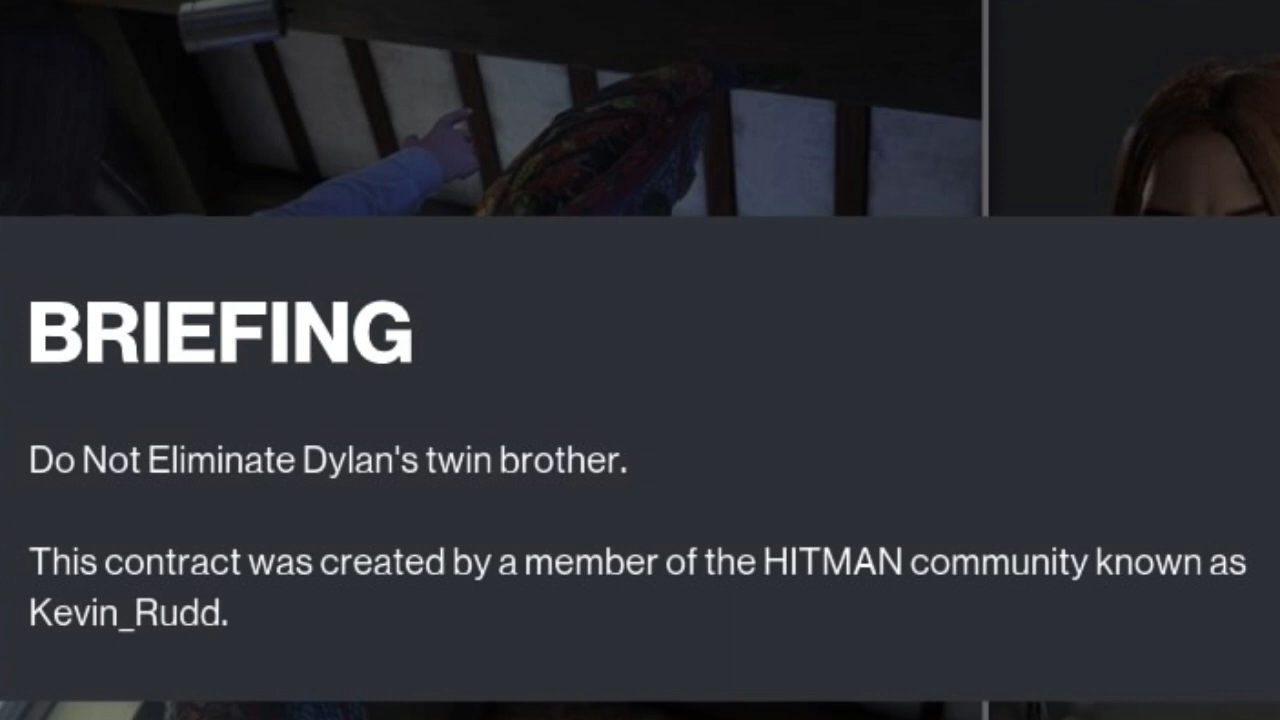 BRIEFING
Do Not Eliminate Dylan's twin brother.
This contract was created by a member of the HITMAN community known as
Kevin_Rudd.